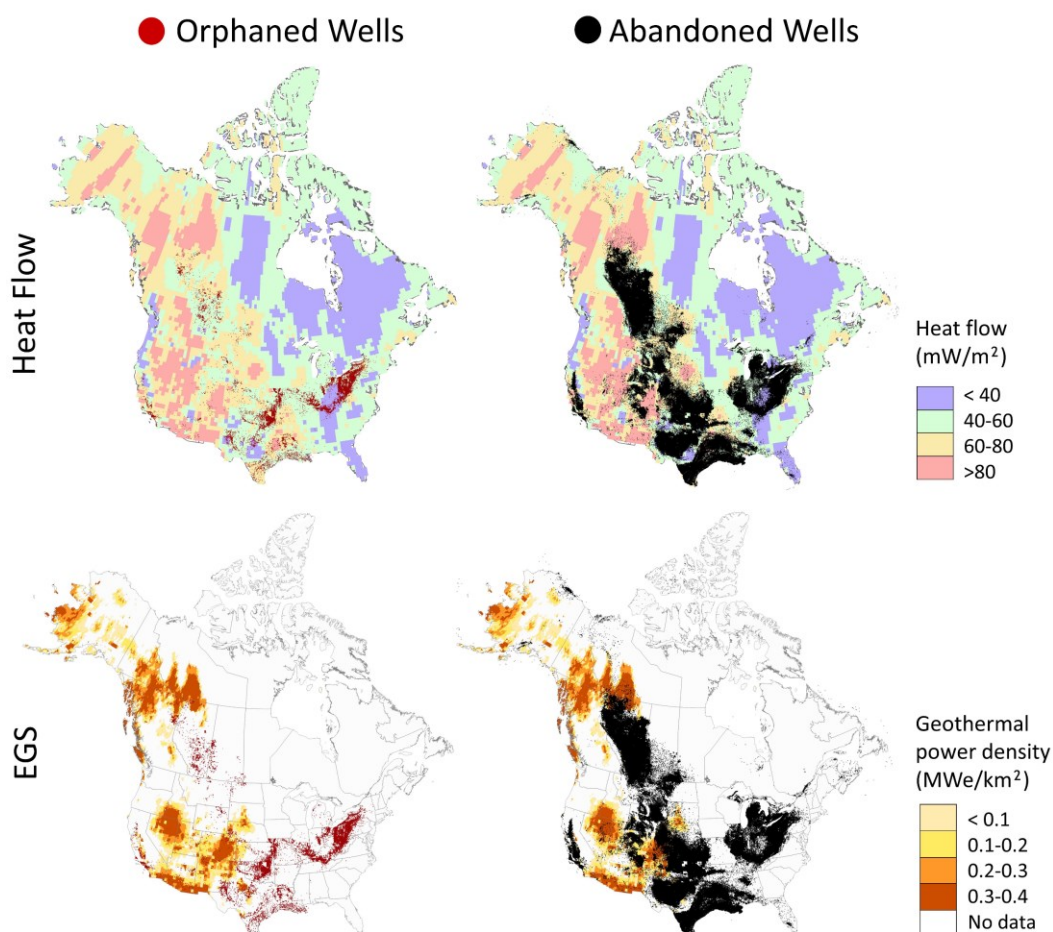 Orphaned Wells
Abandoned Wells
Heat Flow
Heat flow
(mW/m²)
< 40
40-60
60-80
>80
EGS
Geothermal
power density
(MWe/km²)
< 0.1
0.1-0.2
0.2-0.3
0.3-0.4
No data